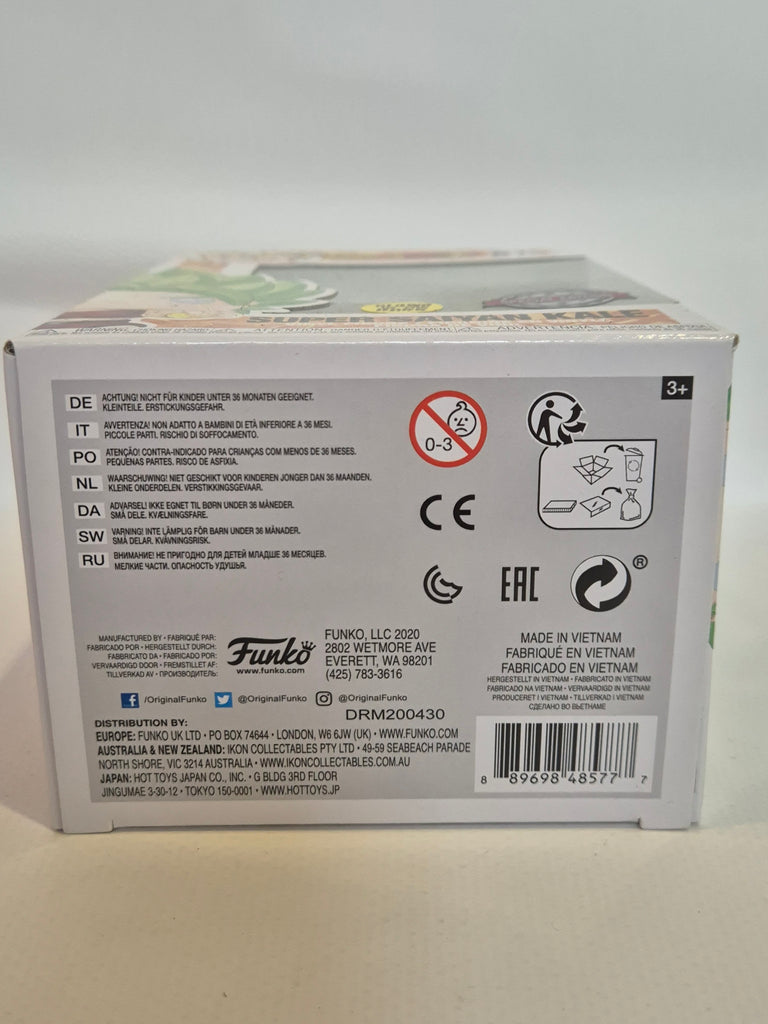 SUPER SAIYAN KALE
3+
DE ACHTUNG! NICHT FÜR KINDER UNTER 36 MONATEN GEEIGNET.
KLEINTEILE. ERSTICKUNGSGEFAHR.
IT AVVERTENZA! NON ADATTO A BAMBINI DI ETÀ INFERIORE A 36 MESI.
PICCOLE PARTI. RISCHIO DI SOFFOCAMENTO.
PO ATENÇÃO! CONTRA-INDICADO PARA CRIANÇAS COM MENOS DE 36 MESES.
PEQUENAS PARTES. RISCO DE ASFIXIA.
NL WAARSCHUWING! NIET GESCHIKT VOOR KINDEREN JONGER DAN 36 MAANDEN.
KLEINE ONDERDELEN. VERSTIKKINGSGEVAAR.
DA ADVARSEL! IKKE EGNET TIL BØRN UNDER 36 MÅNEDER.
SMÅ DELE. KVÆLNINGSFARE.
SW VARNING! INTE LÄMPLIG FÖR BARN UNDER 36 MÅNADER.
SMÅ DELAR. KVÄVNINGSRISK.
RU ВНИМАНИЕ! НЕ ПРИГОДНО ДЛЯ ДЕТЕЙ МЛАДШЕ 36 МЕСЯЦЕВ.
МЕЛКИЕ ЧАСТИ. ОПАСНОСТЬ УДУШЬЯ.
0-3
CE
EAC
®
MANUFACTURED BY • FABRIQUÉ PAR:
FABRICADO POR • HERGESTELLT DURCH:
FABBRICATO DA • FABRICADO POR:
VERVAARDIGD DOOR • FREMSTILLET AF:
TILLVERKAD AV • ПРОИЗВОДИТЕЛЬ:
Funko
www.funko.com
FUNKO, LLC 2020
2802 WETMORE AVE
EVERETT, WA 98201
(425) 783-3616
/OriginalFunko @OriginalFunko @OriginalFunko
DRM200430
DISTRIBUTION BY:
EUROPE: FUNKO UK LTD • PO BOX 74644 • LONDON, W6 6JW (UK) • WWW.FUNKO.COM
AUSTRALIA & NEW ZEALAND: IKON COLLECTABLES PTY LTD • 49-59 SEABEACH PARADE
NORTH SHORE, VIC 3214 AUSTRALIA • WWW.IKONCOLLECTABLES.COM.AU
JAPAN: HOT TOYS JAPAN CO., INC. • G BLDG 3RD FLOOR
JINGUMAE 3-30-12 • TOKYO 150-0001 • WWW.HOTTOYS.JP
MADE IN VIETNAM
FABRIQUÉ EN VIETNAM
FABRICADO EN VIETNAM
HERGESTELLT IN VIETNAM • FABBRICATO IN VIETNAM
FABRICADO NA VIETNAM • VERVAARDIGD IN VIETNAM
PRODUCERET I VIETNAM • TILLVERKAD I VIETNAM
СДЕЛАНО ВО ВЬЕТНАМЕ
8 89698 48577 7